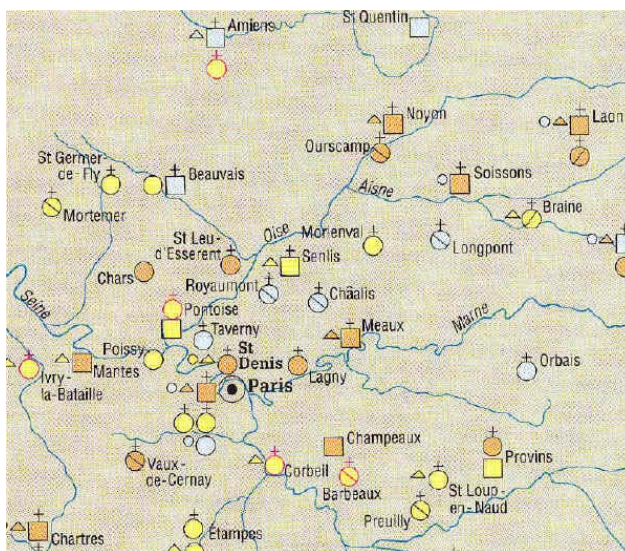 Amiens
St Quentin
Noyon
Laon
Ourscamp
St Germer-
de-Fly
Beauvais
Soissons
Aisne
Mortemer
Braine
Oise
Morienval
Longpont
St Leu-
d'Esserent
Senlis
Chars
Royaumont
Châalis
Seine
Pontoise
Taverny
Meaux
Marne
Poissy
St
Denis
Mantes
Ivry-
la-Bataille
Lagny
Orbais
Paris
Champeaux
Provins
Vaux-
de-Cernay
Corbeil
Barbeaux
St Loup-
en-Naud
Preuilly
Étampes
Chartres